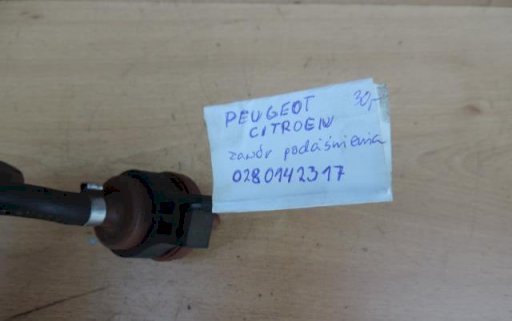 PEUGEOT 30,-
CITROEN
zawór podciśnienia
0280142317